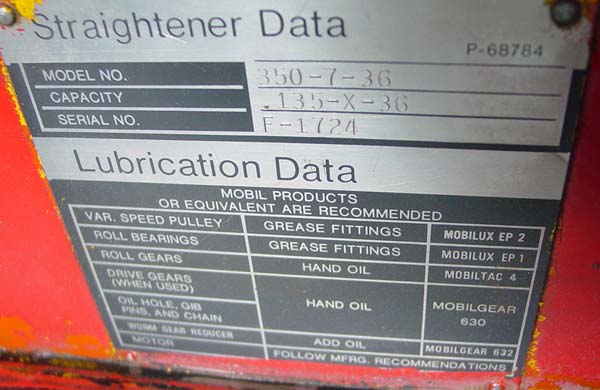 Straightener Data
P-68784
MODEL NO. 350-7-36
CAPACITY .135-X-36
SERIAL NO. F-1724
Lubrication Data
MOBIL PRODUCTS
OR EQUIVALENT ARE RECOMMENDED
VAR. SPEED PULLEY GREASE FITTINGS MOBILUX EP 2
ROLL BEARINGS GREASE FITTINGS MOBILUX EP 1
ROLL GEARS HAND OIL MOBILTAC 4
DRIVE GEARS
(WHEN USED)
OIL HOLE, GIB
PINS, AND CHAIN
HAND OIL
MOBILGEAR
630
WORM GEAR REDUCER ADD OIL MOBILGEAR 632
MOTOR FOLLOW MFRG. RECOMMENDATIONS